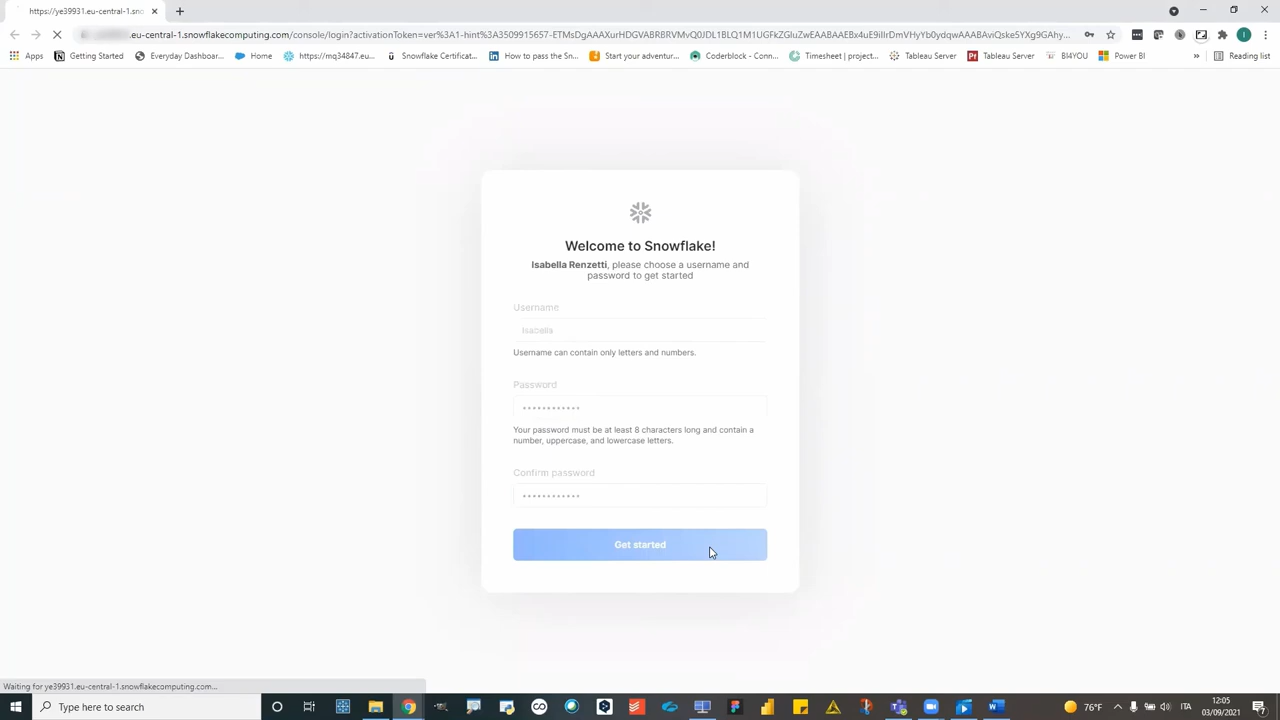 https://ye39931.eu-central-1.sno
.eu-central-1.snowflakecomputing.com/console/login?activationToken=ver%3A1-hint%3A3509915657-
Apps
Getting Started
Everyday Dashboar...
Home
https://mq34847.eu...
Snowflake Certificat...
How to pass the Sn...
Start your adventur...
Coderblock - Conn...
Timesheet | project...
Tableau Server
Tableau Server
BI4YOU
Power BI
»
Reading list
Welcome to Snowflake!
Isabella Renzetti, please choose a username and
password to get started
Username
Isabella
Username can contain only letters and numbers.
Password
Your password must be at least 8 characters long and contain a
number, uppercase, and lowercase letters.
Confirm password
Get started
Waiting for ye39931.eu-central-1.snowflakecomputing.com...
Type here to search
76°F
ITA
12:05
03/09/2021